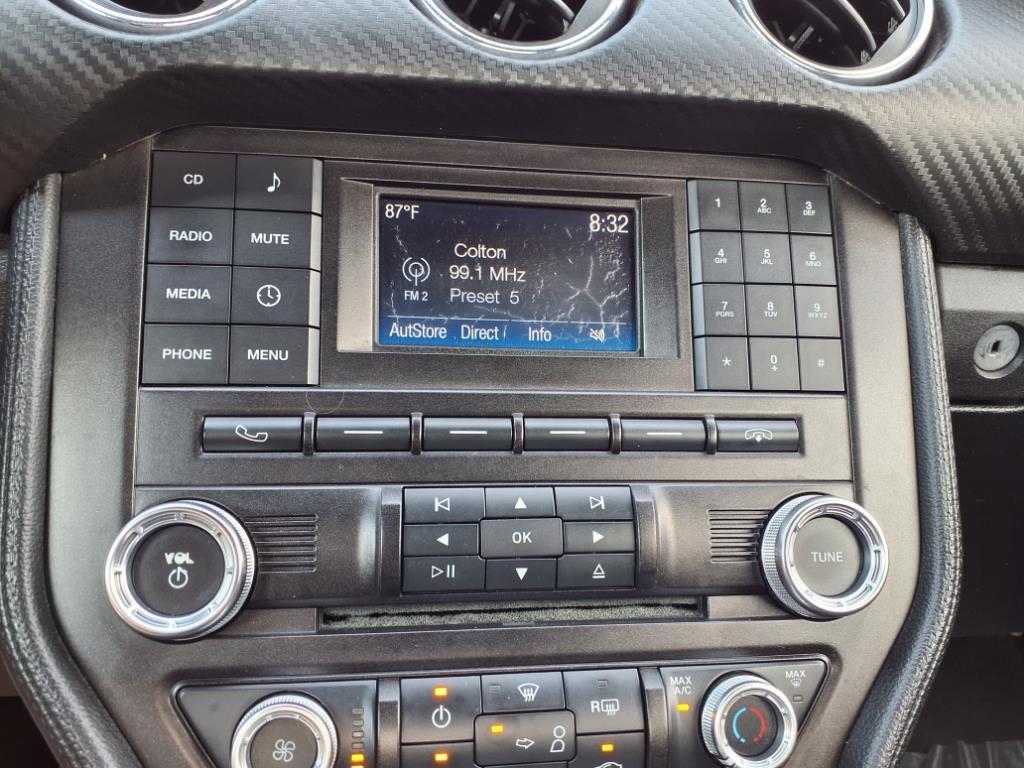 CD
RADIO MUTE
MEDIA
PHONE MENU
87°F 8:32
Colton
99.1 MHz
FM 2 Preset 5
AutStore Direct Info
1 2 ABC 3 DEF
4 GHI 5 JKL 6 MNO
7 PQRS 8 TUV 9 WXYZ
* 0 + #
VOL
OK
TUNE
MAX A/C
R
MAX